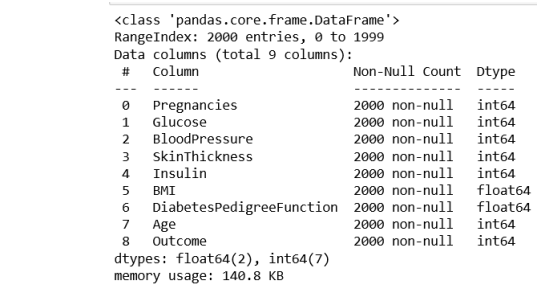 <class 'pandas.core.frame.DataFrame'>
RangeIndex: 2000 entries, 0 to 1999
Data columns (total 9 columns):
 #   Column                    Non-Null Count  Dtype
---  ------                    --------------  -----
 0   Pregnancies               2000 non-null   int64
 1   Glucose                   2000 non-null   int64
 2   BloodPressure             2000 non-null   int64
 3   SkinThickness             2000 non-null   int64
 4   Insulin                   2000 non-null   int64
 5   BMI                       2000 non-null   float64
 6   DiabetesPedigreeFunction  2000 non-null   float64
 7   Age                       2000 non-null   int64
 8   Outcome                   2000 non-null   int64
dtypes: float64(2), int64(7)
memory usage: 140.8 KB